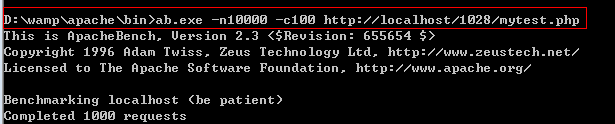 D:\wamp\apache\bin>ab.exe -n10000 -c100 http://localhost/1028/mytest.php
This is ApacheBench, Version 2.3 <$Revision: 655654 $>
Copyright 1996 Adam Twiss, Zeus Technology Ltd, http://www.zeustech.net/
Licensed to The Apache Software Foundation, http://www.apache.org/

Benchmarking localhost (be patient)
Completed 1000 requests